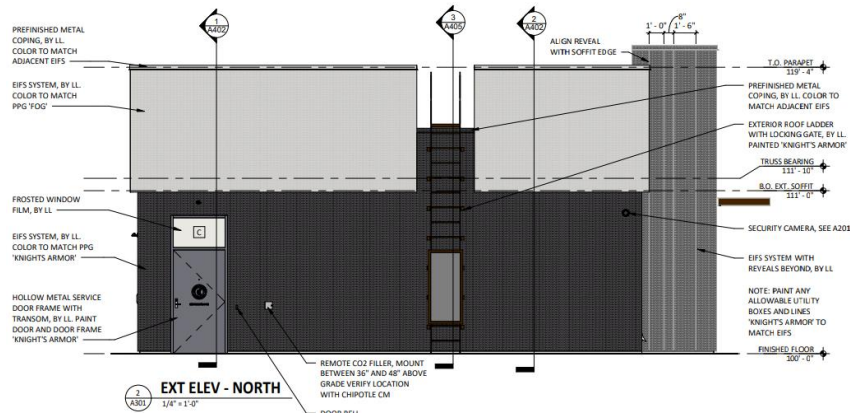 1
A402
3
A405
2
A402
8"
1' - 0" 1' - 6"
PREFINISHED METAL
COPING, BY LL.
COLOR TO MATCH
ADJACENT EIFS
EIFS SYSTEM, BY LL.
COLOR TO MATCH
PPG 'FOG'
FROSTED WINDOW
FILM, BY LL
EIFS SYSTEM, BY LL.
COLOR TO MATCH PPG
'KNIGHTS ARMOR'
HOLLOW METAL SERVICE
DOOR FRAME WITH
TRANSOM, BY LL. PAINT
DOOR AND DOOR FRAME
'KNIGHT'S ARMOR'
C
ALIGN REVEAL
WITH SOFFIT EDGE
T.O. PARAPET
119' - 4"
PREFINISHED METAL
COPING, BY LL. COLOR TO
MATCH ADJACENT EIFS
EXTERIOR ROOF LADDER
WITH LOCKING GATE, BY LL.
PAINTED 'KNIGHT'S ARMOR'
TRUSS BEARING
111' - 10"
B.O. EXT. SOFFIT
111' - 0"
SECURITY CAMERA, SEE A201
EIFS SYSTEM WITH
REVEALS BEYOND, BY LL
NOTE: PAINT ANY
ALLOWABLE UTILITY
BOXES AND LINES
'KNIGHT'S ARMOR' TO
MATCH EIFS
FINISHED FLOOR
100' - 0"
REMOTE CO2 FILLER, MOUNT
BETWEEN 36" AND 48" ABOVE
GRADE VERIFY LOCATION
WITH CHIPOTLE CM
DOOR BELL
2
A301
EXT ELEV - NORTH
1/4" = 1'-0"